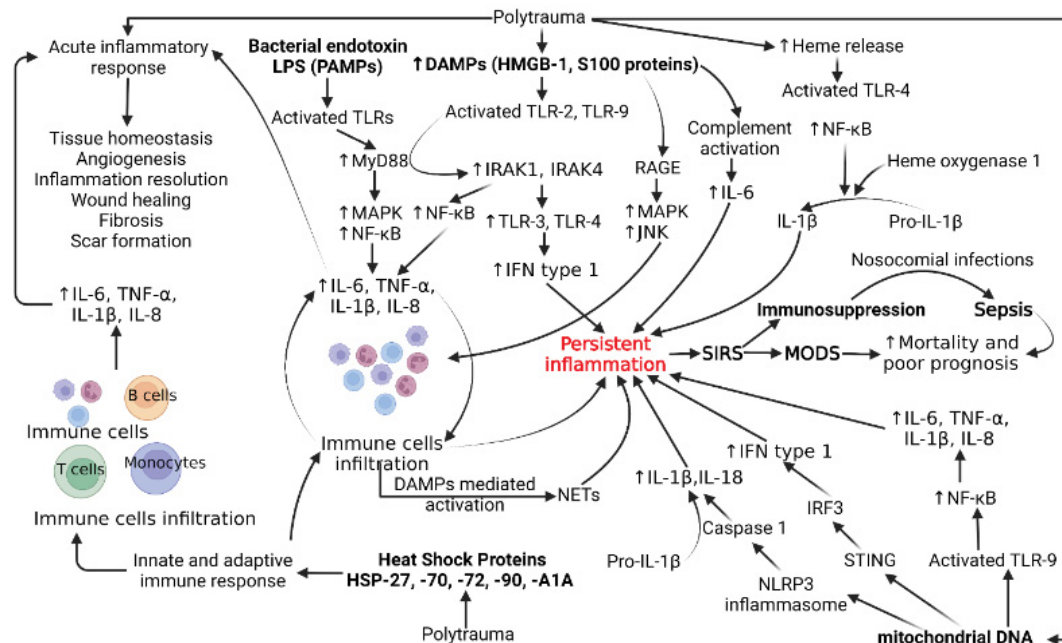 Polytrauma
Acute inflammatory
response
Tissue homeostasis
Angiogenesis
Inflammation resolution
Wound healing
Fibrosis
Scar formation
↑IL-6, TNF-α,
IL-1β, IL-8
B cells
Immune cells
T cells
Monocytes
Immune cells infiltration
Innate and adaptive
immune response
Bacterial endotoxin
LPS (PAMPs)
Activated TLRs
↑MyD88
↑MAPK
↑NF-κB
↑IL-6, TNF-α,
IL-1β, IL-8
Immune cells
infiltration
DAMPs mediated
activation
NETs
Heat Shock Proteins
HSP-27, -70, -72, -90, -A1A
Polytrauma
↑DAMPs (HMGB-1, S100 proteins)
Activated TLR-2, TLR-9
↑IRAK1, IRAK4
↑NF-κB
↑TLR-3, TLR-4
↑IFN type 1
RAGE
↑MAPK
↑JNK
Complement
activation
↑IL-6
↑Heme release
Activated TLR-4
↑NF-κB
Heme oxygenase 1
IL-1β
Pro-IL-1β
Persistent
inflammation
SIRS
MODS
Immunosuppression
Nosocomial infections
Sepsis
↑Mortality and
poor prognosis
↑IL-6, TNF-α,
IL-1β, IL-8
↑NF-κB
Activated TLR-9
↑IFN type 1
IRF3
STING
↑IL-1β,IL-18
Caspase 1
Pro-IL-1β
NLRP3
inflammasome
mitochondrial DNA